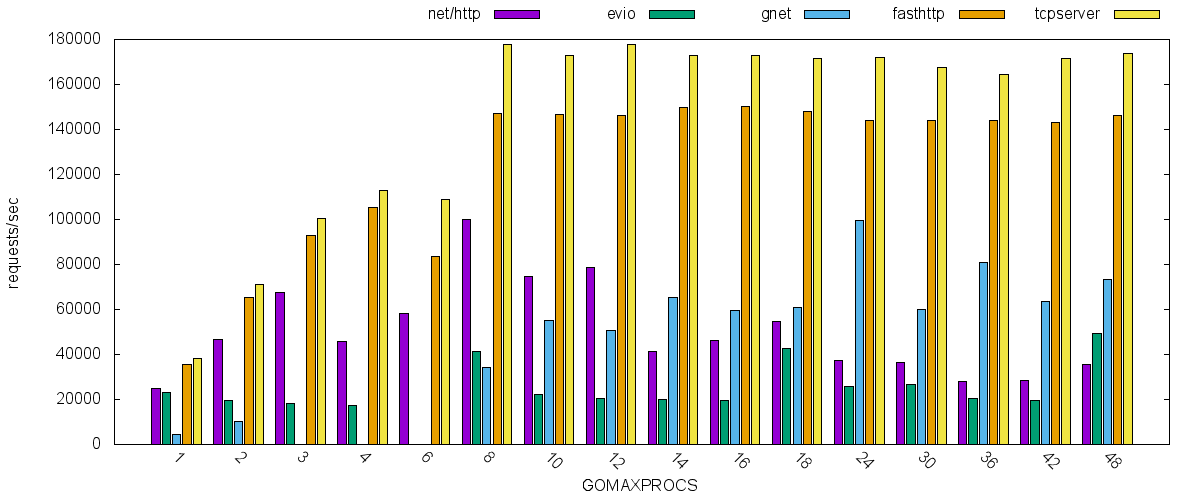 net/http evio gnet fasthttp tcpserver
180000
160000
140000
120000
100000
80000
60000
40000
20000
0
requests/sec
1 2 3 4 6 8 10 12 14 16 18 24 30 36 42 48
GOMAXPROCS